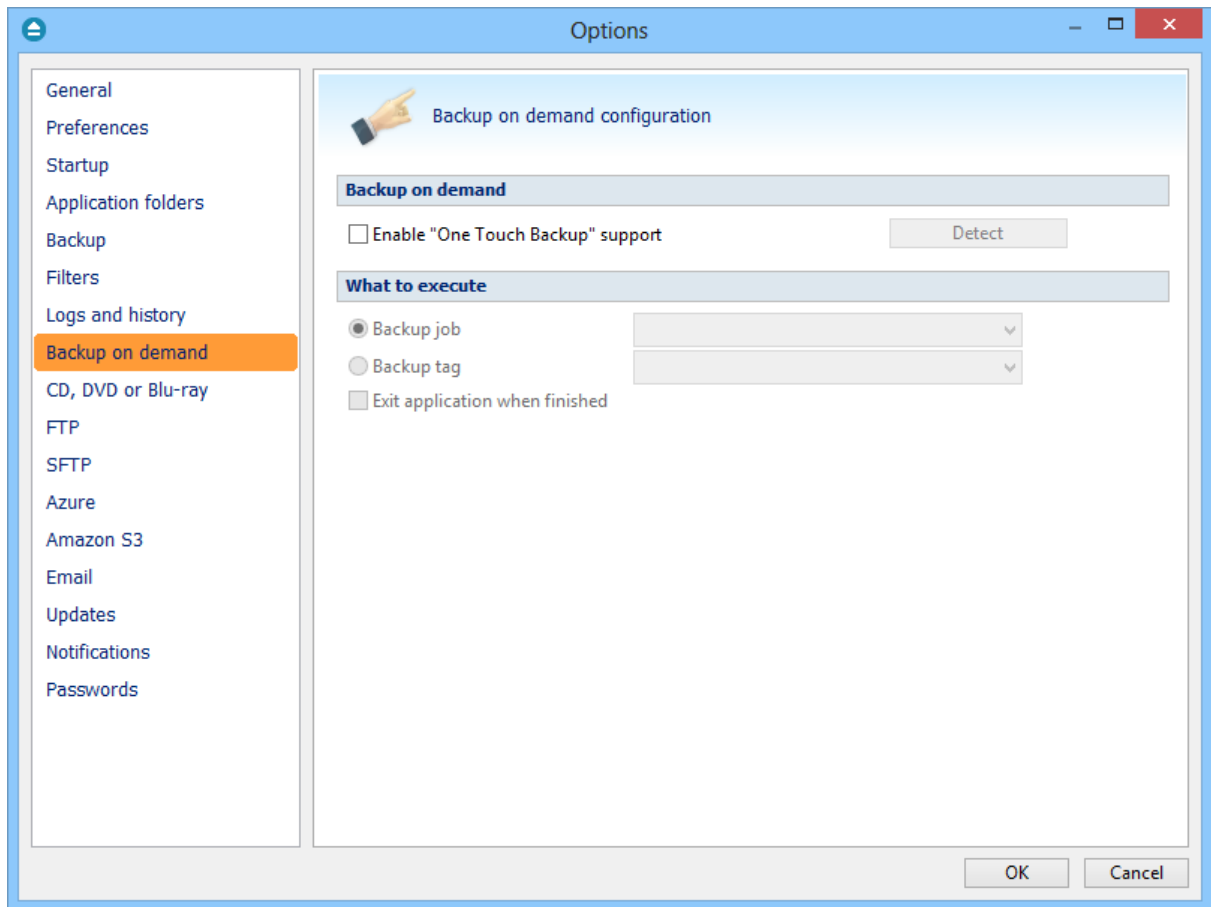 Options
General
Preferences
Startup
Application folders
Backup
Filters
Logs and history
Backup on demand
CD, DVD or Blu-ray
FTP
SFTP
Azure
Amazon S3
Email
Updates
Notifications
Passwords
Backup on demand configuration
Backup on demand
Enable "One Touch Backup" support
Detect
What to execute
Backup job
Backup tag
Exit application when finished
OK
Cancel